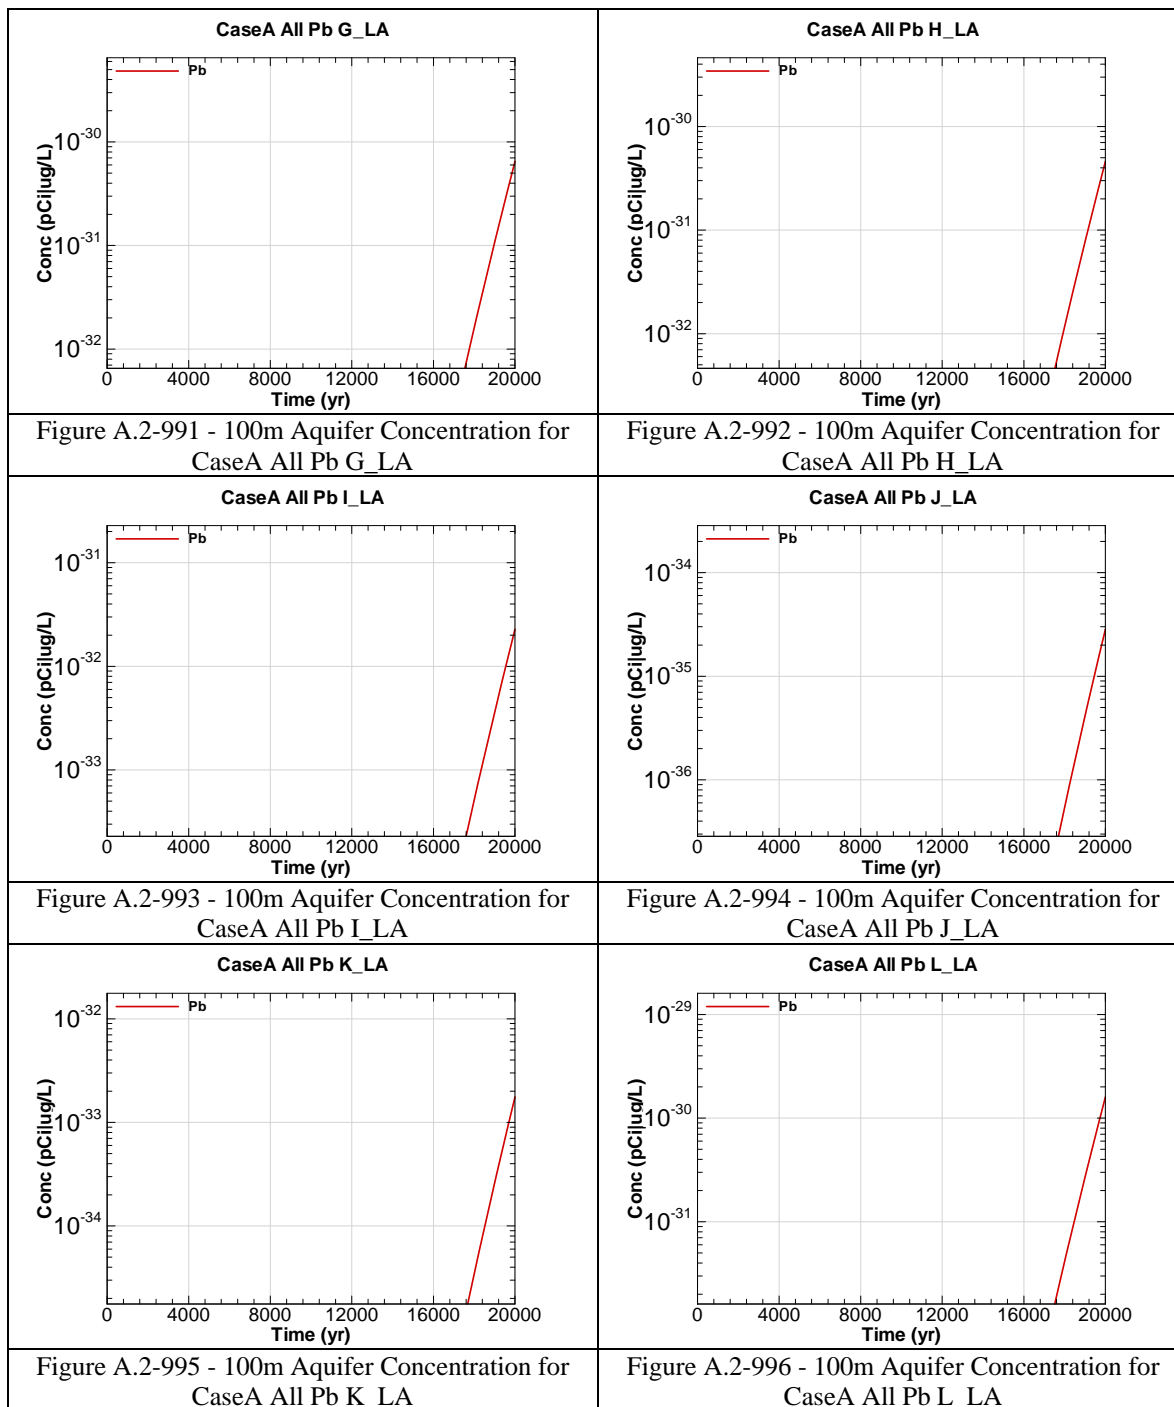 CaseA All Pb G_LA
Pb
Conc (pCi|ug/L)
10-30
10-31
10-32
0 4000 8000 12000 16000 20000
Time (yr)
Figure A.2-991 - 100m Aquifer Concentration for
CaseA All Pb G_LA
CaseA All Pb H_LA
Pb
Conc (pCi|ug/L)
10-30
10-31
10-32
0 4000 8000 12000 16000 20000
Time (yr)
Figure A.2-992 - 100m Aquifer Concentration for
CaseA All Pb H_LA
CaseA All Pb I_LA
Pb
Conc (pCi|ug/L)
10-31
10-32
10-33
0 4000 8000 12000 16000 20000
Time (yr)
Figure A.2-993 - 100m Aquifer Concentration for
CaseA All Pb I_LA
CaseA All Pb J_LA
Pb
Conc (pCi|ug/L)
10-34
10-35
10-36
0 4000 8000 12000 16000 20000
Time (yr)
Figure A.2-994 - 100m Aquifer Concentration for
CaseA All Pb J_LA
CaseA All Pb K_LA
Pb
Conc (pCi|ug/L)
10-32
10-33
10-34
0 4000 8000 12000 16000 20000
Time (yr)
Figure A.2-995 - 100m Aquifer Concentration for
CaseA All Pb K_LA
CaseA All Pb L_LA
Pb
Conc (pCi|ug/L)
10-29
10-30
10-31
0 4000 8000 12000 16000 20000
Time (yr)
Figure A.2-996 - 100m Aquifer Concentration for
CaseA All Pb L_LA